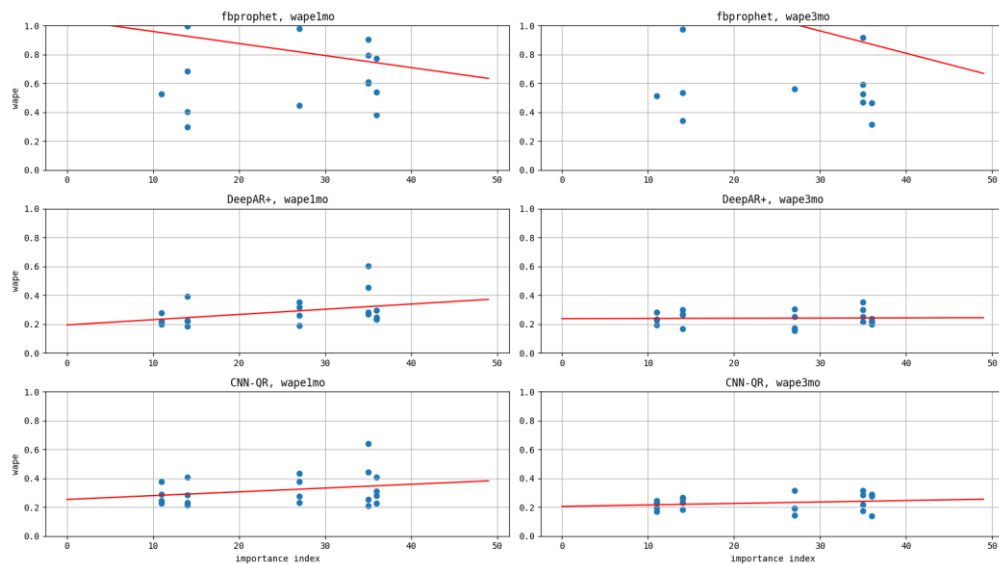 fbprophet, wape1mo
fbprophet, wape3mo
1.0
0.8
0.6
0.4
0.2
0.0
wape
0 10 20 30 40 50
1.0
0.8
0.6
0.4
0.2
0.0
0 10 20 30 40 50
DeepAR+, wape1mo
DeepAR+, wape3mo
1.0
0.8
0.6
0.4
0.2
0.0
wape
0 10 20 30 40 50
1.0
0.8
0.6
0.4
0.2
0.0
0 10 20 30 40 50
CNN-QR, wape1mo
CNN-QR, wape3mo
1.0
0.8
0.6
0.4
0.2
0.0
wape
0 10 20 30 40 50
importance index
1.0
0.8
0.6
0.4
0.2
0.0
0 10 20 30 40 50
importance index